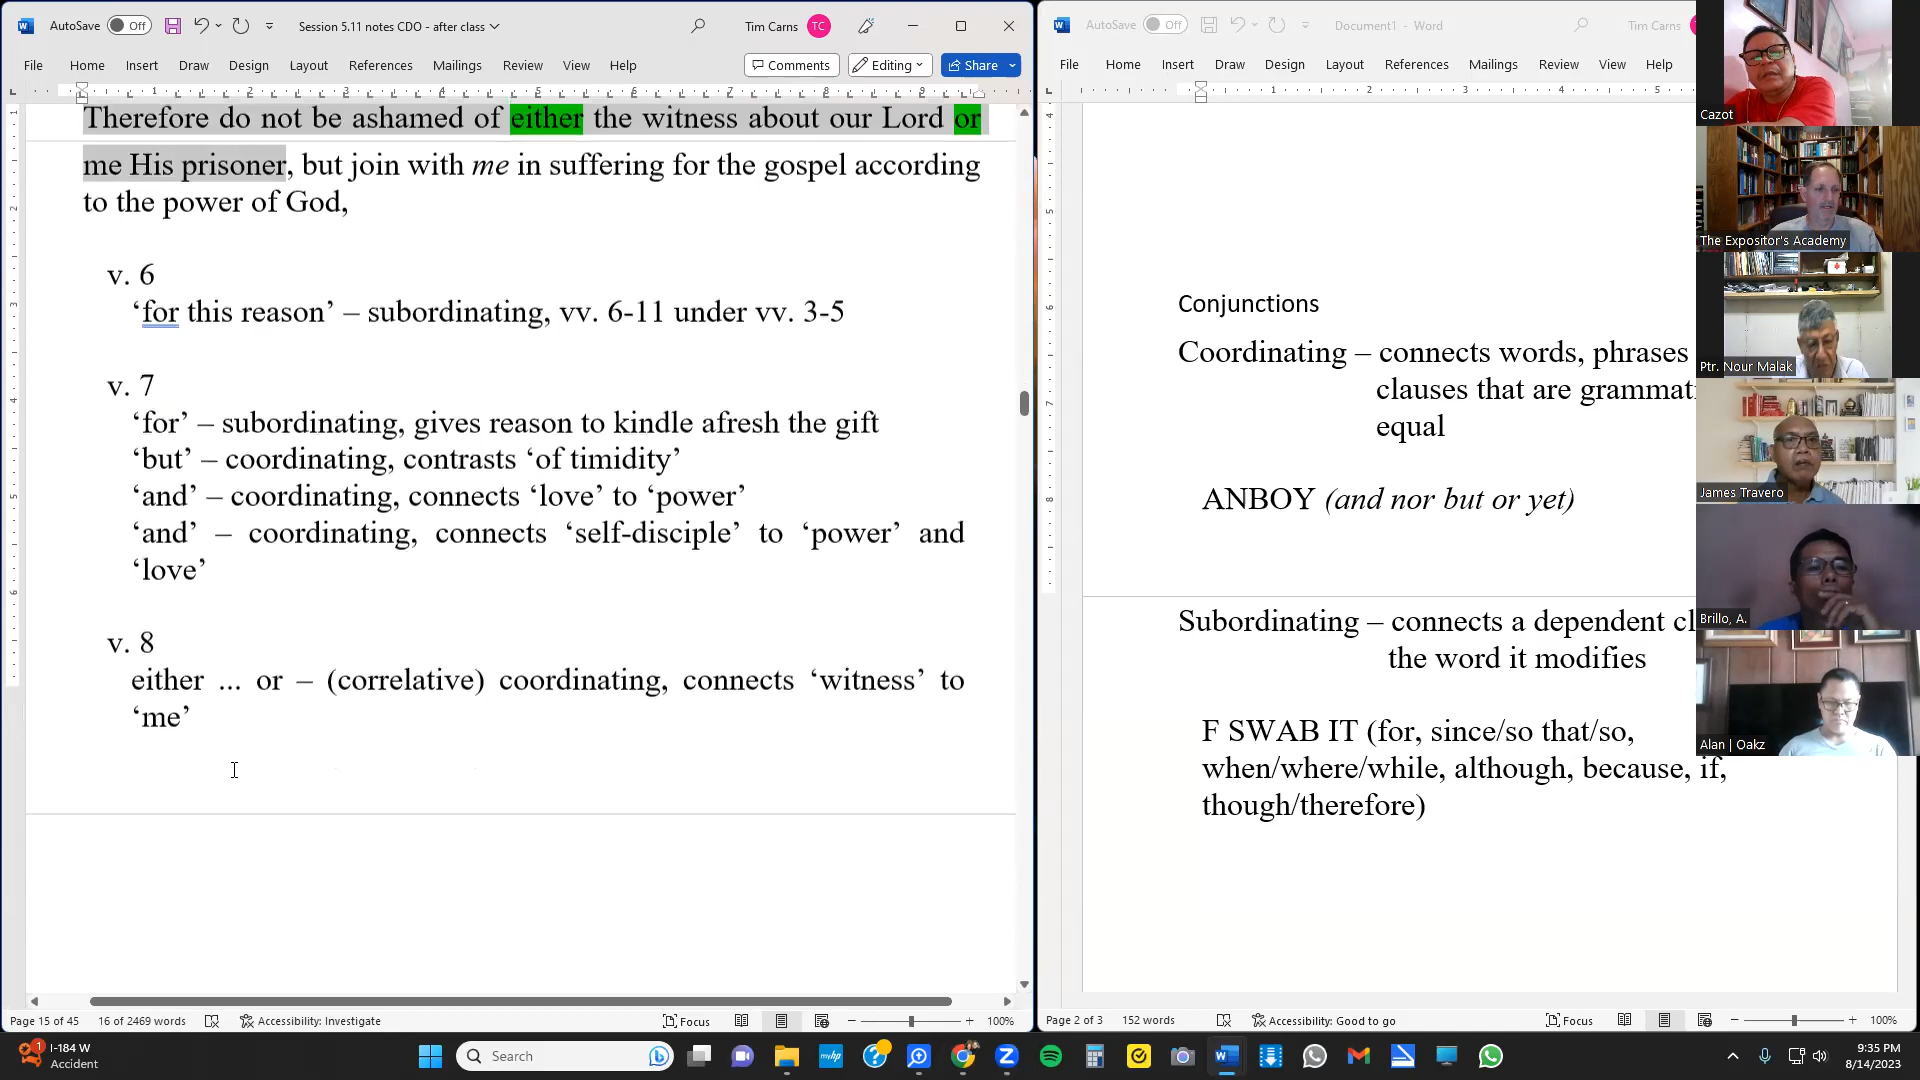 AutoSave Off Session 5.11 notes CDO - after class Tim Carns TC
File Home Insert Draw Design Layout References Mailings Review View Help Comments Editing Share
Therefore do not be ashamed of either the witness about our Lord or
me His prisoner, but join with me in suffering for the gospel according
to the power of God,
v. 6
‘for this reason’ – subordinating, vv. 6-11 under vv. 3-5
v. 7
‘for’ – subordinating, gives reason to kindle afresh the gift
‘but’ – coordinating, contrasts ‘of timidity’
‘and’ – coordinating, connects ‘love’ to ‘power’
‘and’ – coordinating, connects ‘self-disciple’ to ‘power’ and
‘love’
v. 8
either ... or – (correlative) coordinating, connects ‘witness’ to
‘me’
Page 15 of 45 16 of 2469 words Accessibility: Investigate Focus 100%
AutoSave Off Document1 - Word Tim Carns
File Home Insert Draw Design Layout References Mailings Review View Help
Conjunctions
Coordinating – connects words, phrases
clauses that are grammati
equal
ANBOY (and nor but or yet)
Subordinating – connects a dependent cl
the word it modifies
F SWAB IT (for, since/so that/so,
when/where/while, although, because, if,
though/therefore)
Page 2 of 3 152 words Accessibility: Good to go Focus 100%
Cazot
The Expositor's Academy
Ptr. Nour Malak
James Travero
Brillo, A.
Alan | Oakz
1
I-184 W
Accident
Search
9:35 PM
8/14/2023